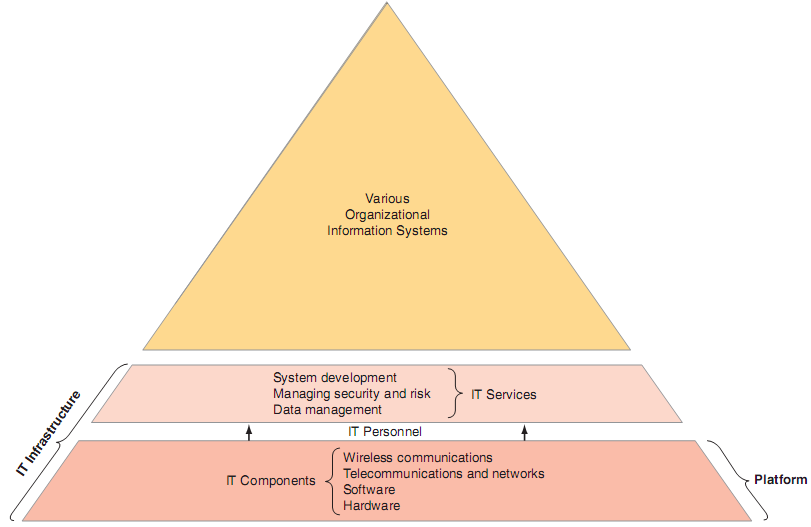 Various
Organizational
Information Systems
System development
Managing security and risk
Data management
IT Services
IT Personnel
IT Infrastructure
IT Components
Wireless communications
Telecommunications and networks
Software
Hardware
Platform